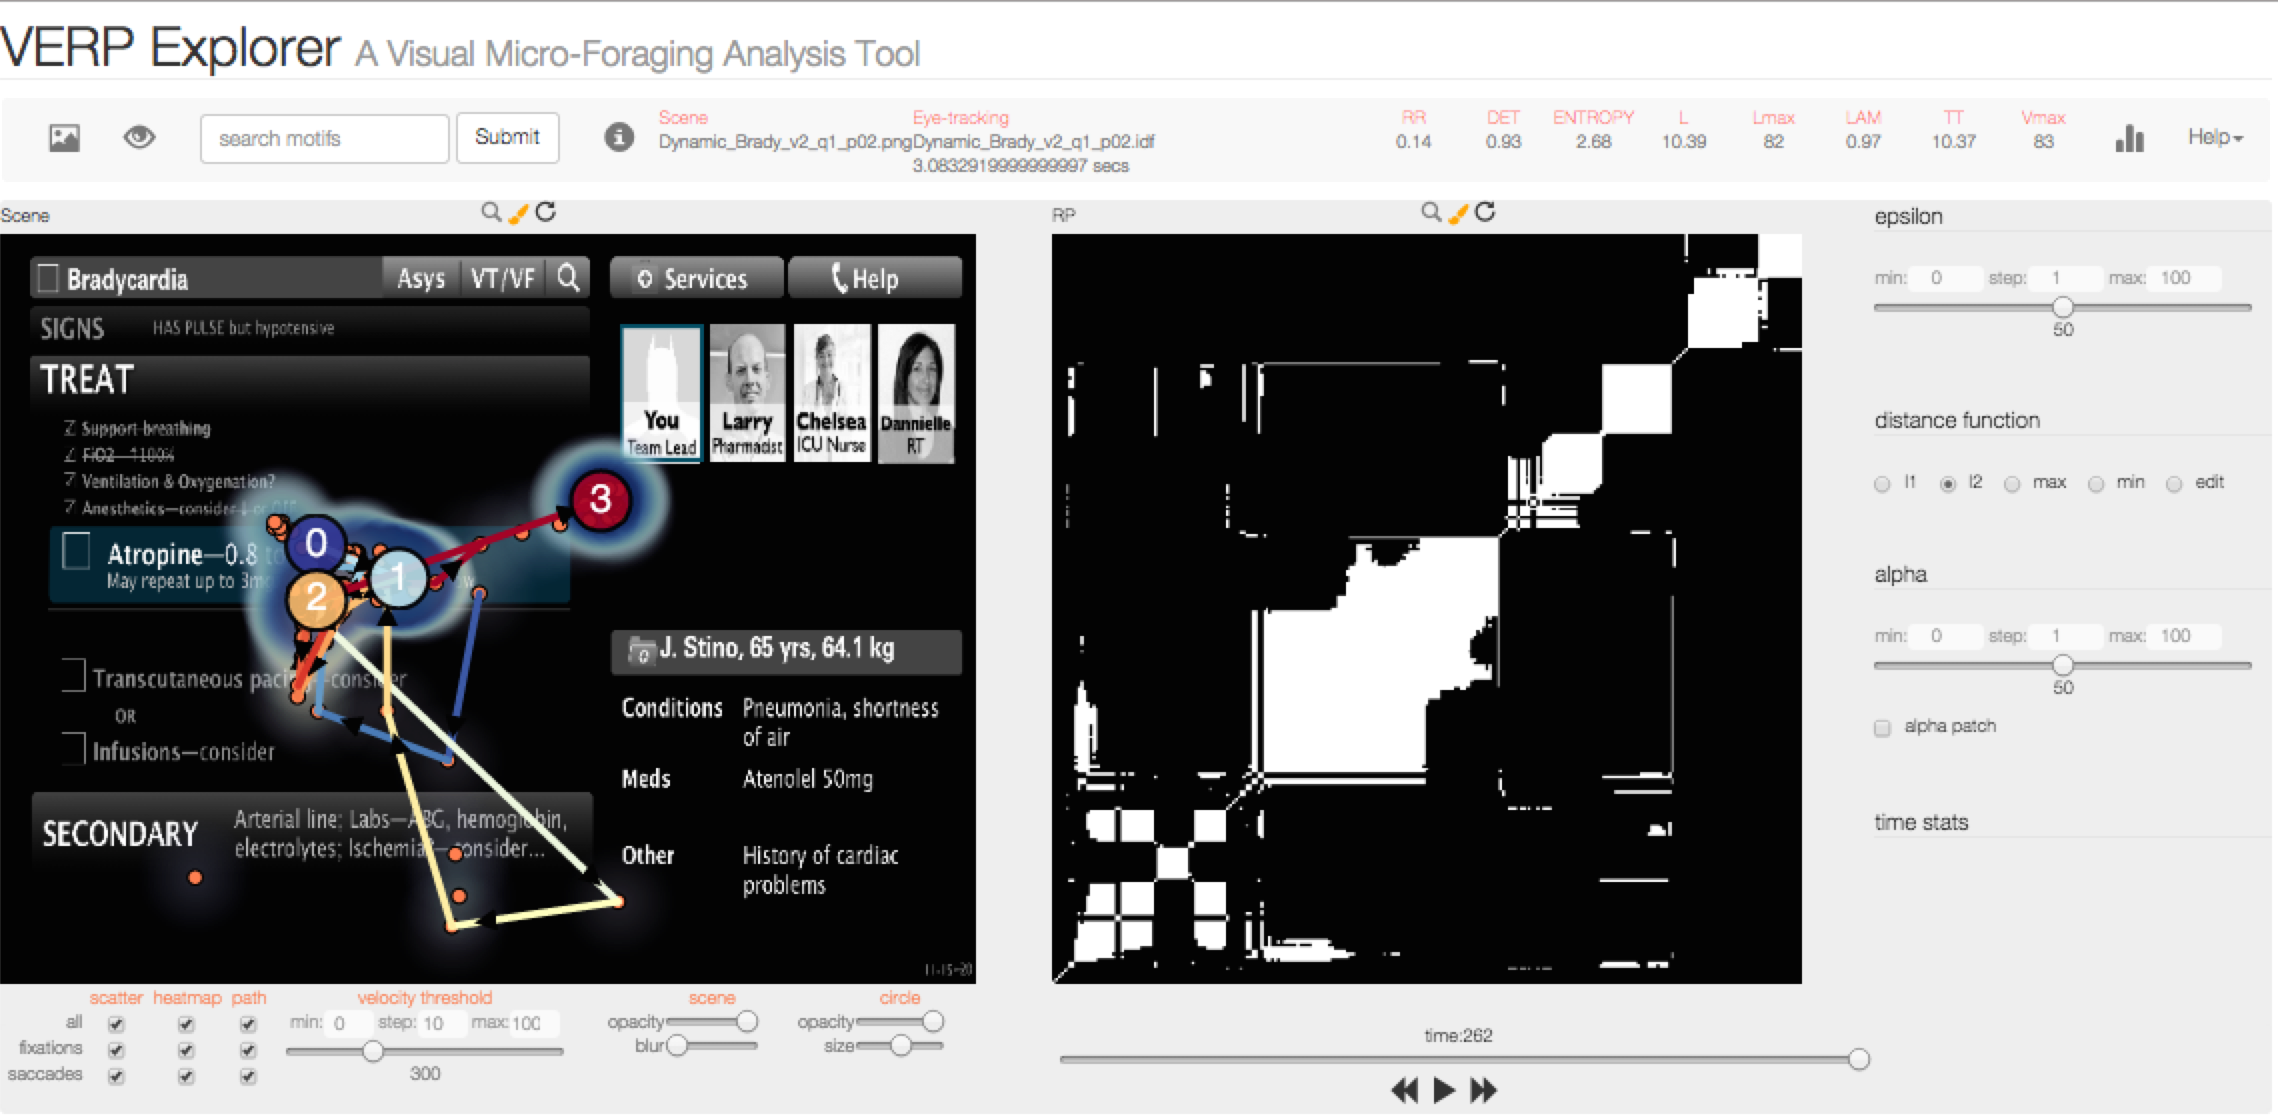 VERP Explorer A Visual Micro-Foraging Analysis Tool
search motifs
Submit
Scene
Dynamic_Brady_v2_q1_p02.png
Eye-tracking
Dynamic_Brady_v2_q1_p02.idf
3.0832919999999997 secs
RR DET ENTROPY L Lmax LAM TT Vmax
0.14 0.93 2.68 10.39 82 0.97 10.37 83
Help
Scene
Bradycardia
Asys
VT/VF
Services
Help
SIGNS HAS PULSE but hypotensive
TREAT
Support breathing
FiO2
Ventilation & Oxygenation?
Anesthetics—consider
Atropine—0.8
May repeat up to
Transcutaneous
OR
Infusions—consider
SECONDARY
Arterial line; Labs—ABG, hemoglobin,
electrolytes; Ischemia—consider...
You
Team Lead
Larry
Pharmacist
Chelsea
ICU Nurse
Dannielle
RT
0
1
2
3
J. Stino, 65 yrs, 64.1 kg
Conditions Pneumonia, shortness
of air
Meds Atenolel 50mg
Other History of cardiac
problems
scatter heatmap path
all
fixations
saccades
velocity threshold
min: 0 step: 10 max: 100
300
scene
opacity
blur
circle
opacity
size
RP
time:262
epsilon
min: 0 step: 1 max: 100
50
distance function
l1 l2 max min edit
alpha
min: 0 step: 1 max: 100
50
alpha patch
time stats